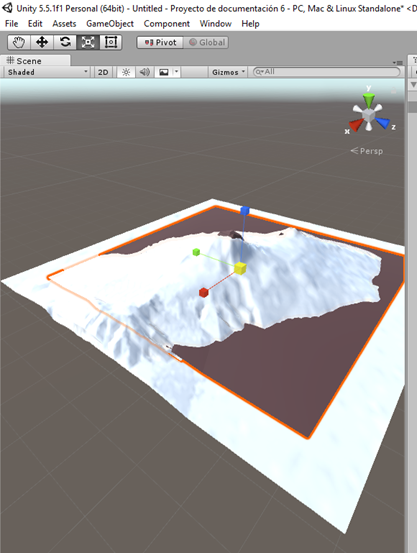 Unity 5.5.1f1 Personal (64bit) - Untitled - Proyecto de documentación 6 - PC, Mac & Linux Standalone* <D
File Edit Assets GameObject Component Window Help
Pivot Global
Scene
Shaded 2D Gizmos All
y
x z
Persp